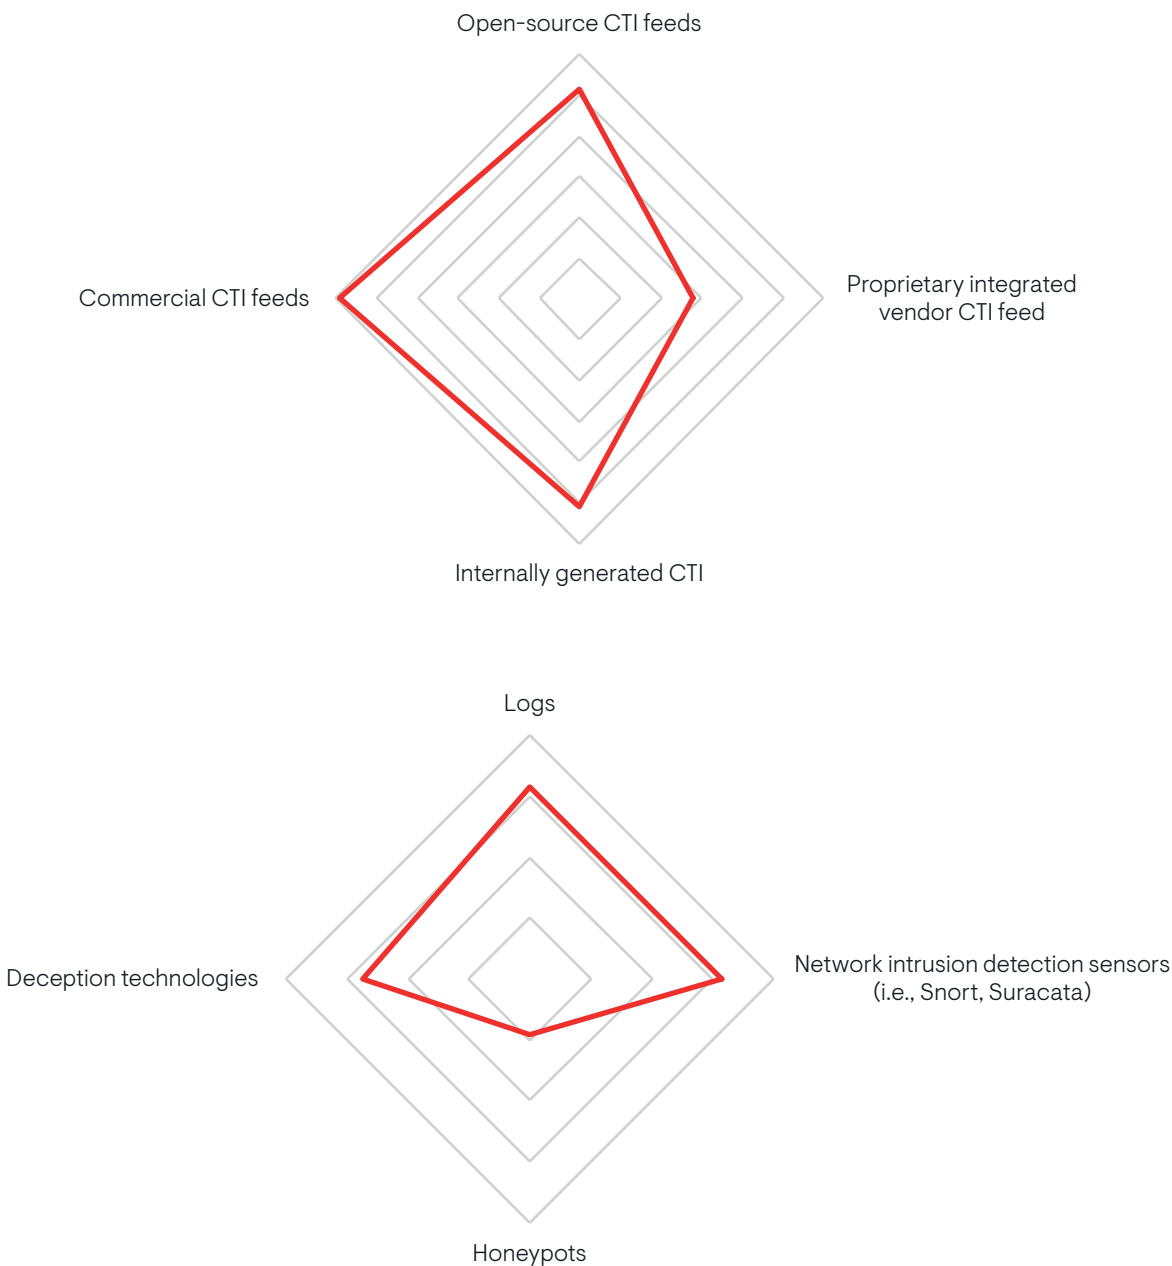 Open-source CTI feeds
Commercial CTI feeds
Proprietary integrated
vendor CTI feed
Internally generated CTI
Logs
Deception technologies
Network intrusion detection sensors
(i.e., Snort, Suracata)
Honeypots